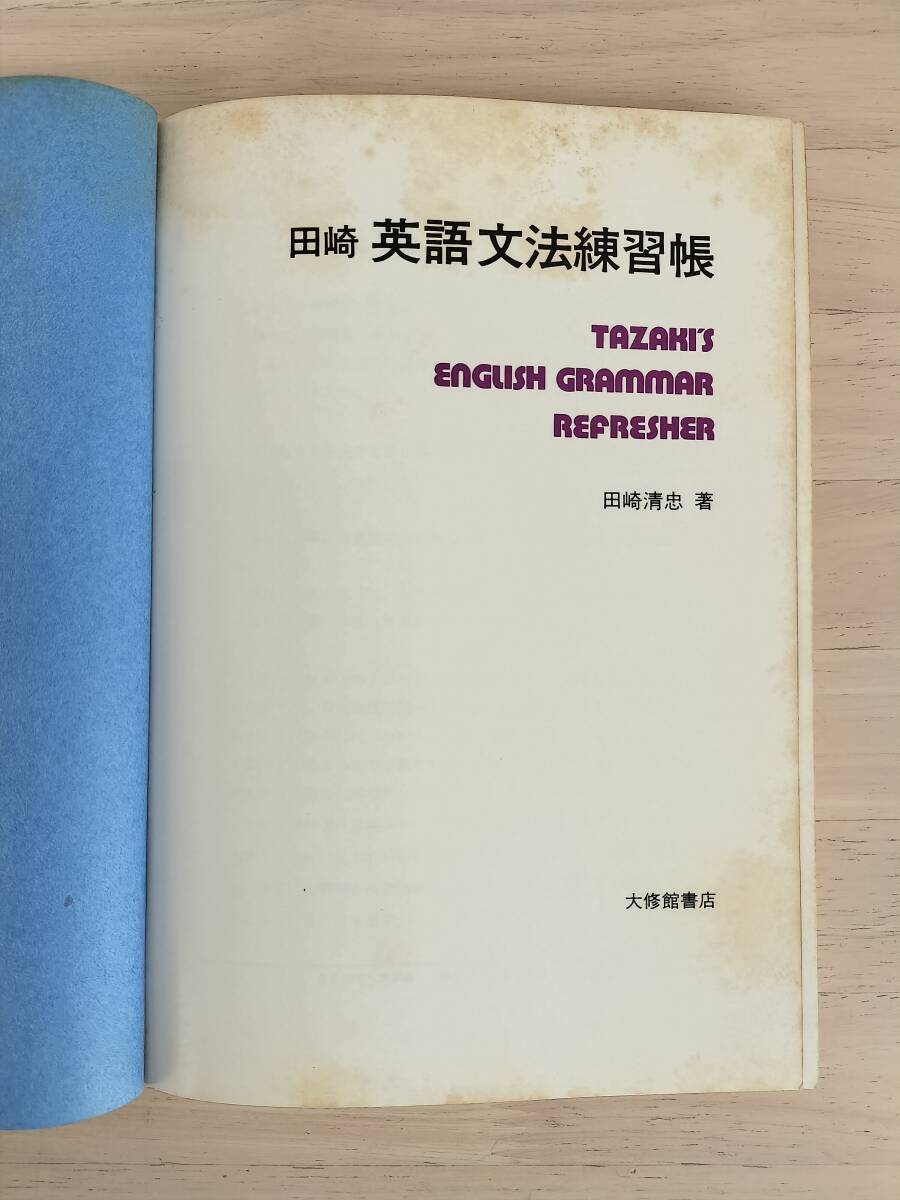 田崎 英語文法練習帳
TAZAKI'S
ENGLISH GRAMMAR
REFRESHER
田崎清忠 著
大修館書店